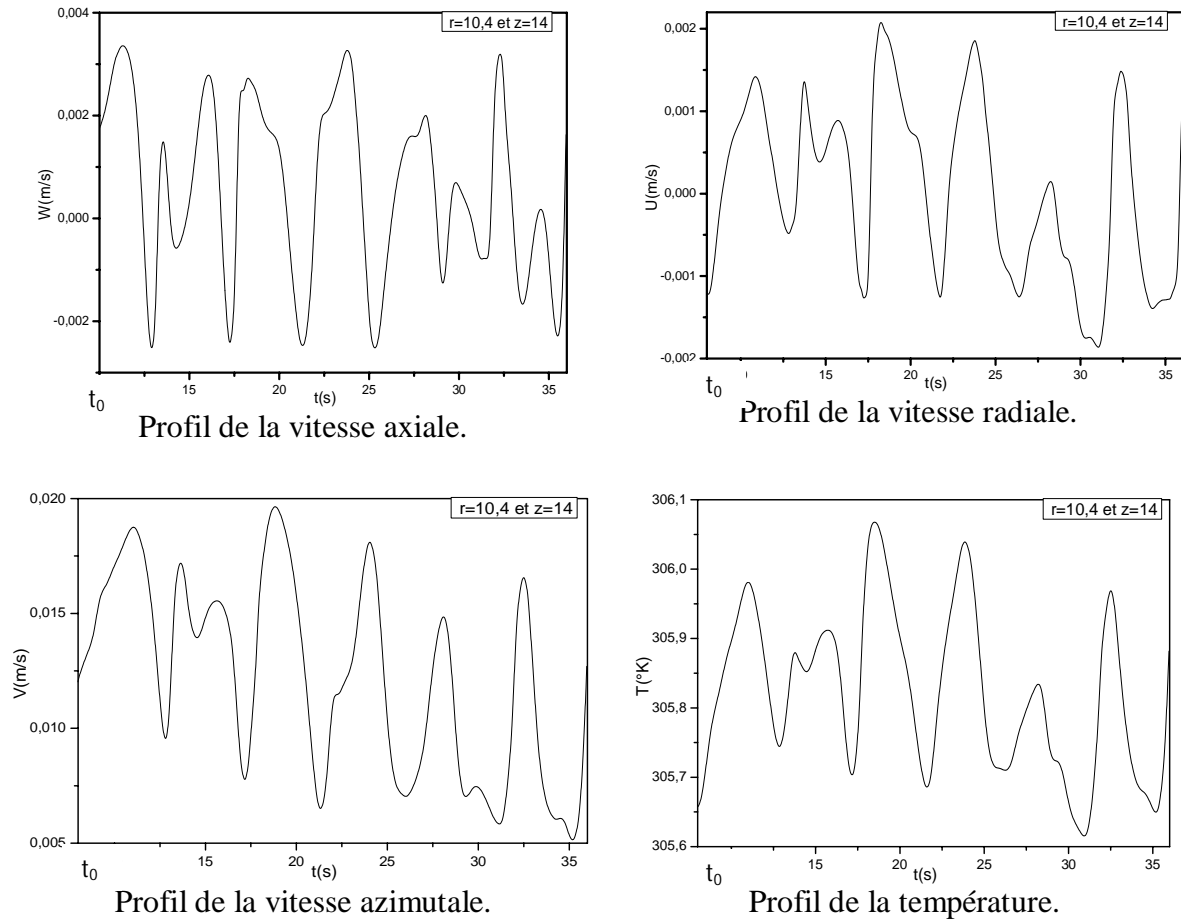 0,004
0,002
0,000
-0,002
W(m/s)
r=10,4 et z=14
t0 15 20 25 30 35
t(s)
Profil de la vitesse axiale.
0,002
0,001
0,000
-0,001
-0,002
U(m/s)
r=10,4 et z=14
t0 15 20 25 30 35
t(s)
Profil de la vitesse radiale.
0,020
0,015
0,010
0,005
V(m/s)
r=10,4 et z=14
t0 15 20 25 30 35
t(s)
Profil de la vitesse azimutale.
306,1
306,0
305,9
305,8
305,7
305,6
T(°K)
r=10,4 et z=14
t0 15 20 25 30 35
t(s)
Profil de la température.